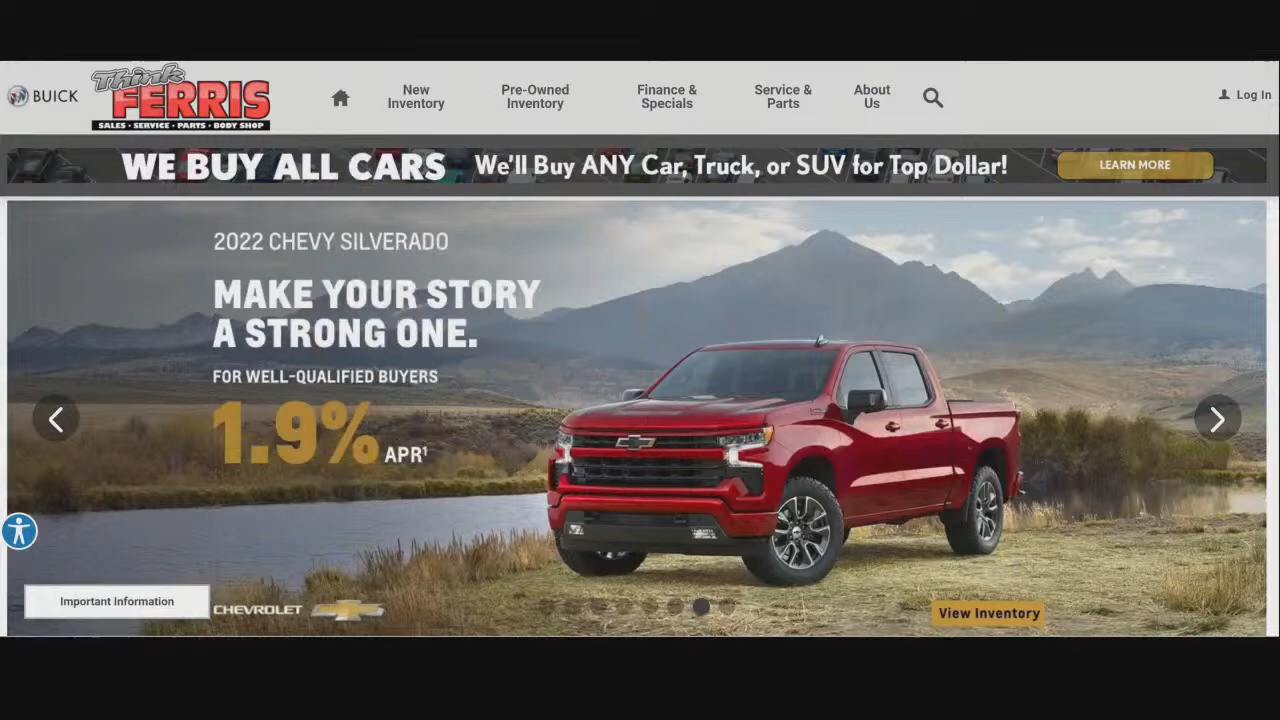 BUICK
Think
FERRIS
SALES • SERVICE • PARTS • BODY SHOP
New
Inventory
Pre-Owned
Inventory
Finance &
Specials
Service &
Parts
About
Us
Log In
WE BUY ALL CARS
We'll Buy ANY Car, Truck, or SUV for Top Dollar!
LEARN MORE
2022 CHEVY SILVERADO
MAKE YOUR STORY
A STRONG ONE.
FOR WELL-QUALIFIED BUYERS
1.9% APR¹
Important Information
CHEVROLET
View Inventory